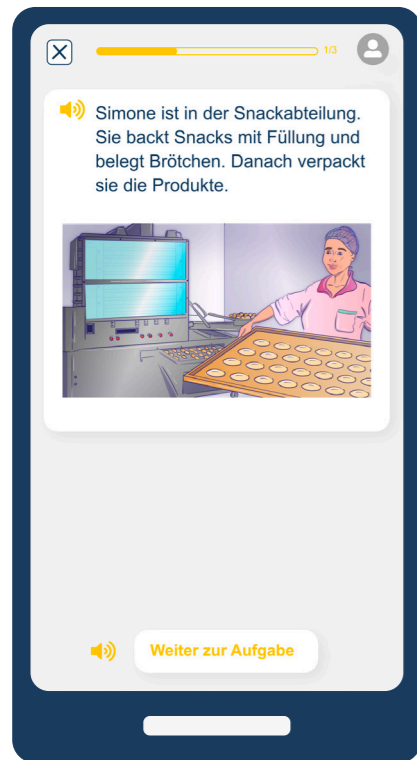 1/3
Simone ist in der Snackabteilung.
Sie backt Snacks mit Füllung und
belegt Brötchen. Danach verpackt
sie die Produkte.
Weiter zur Aufgabe